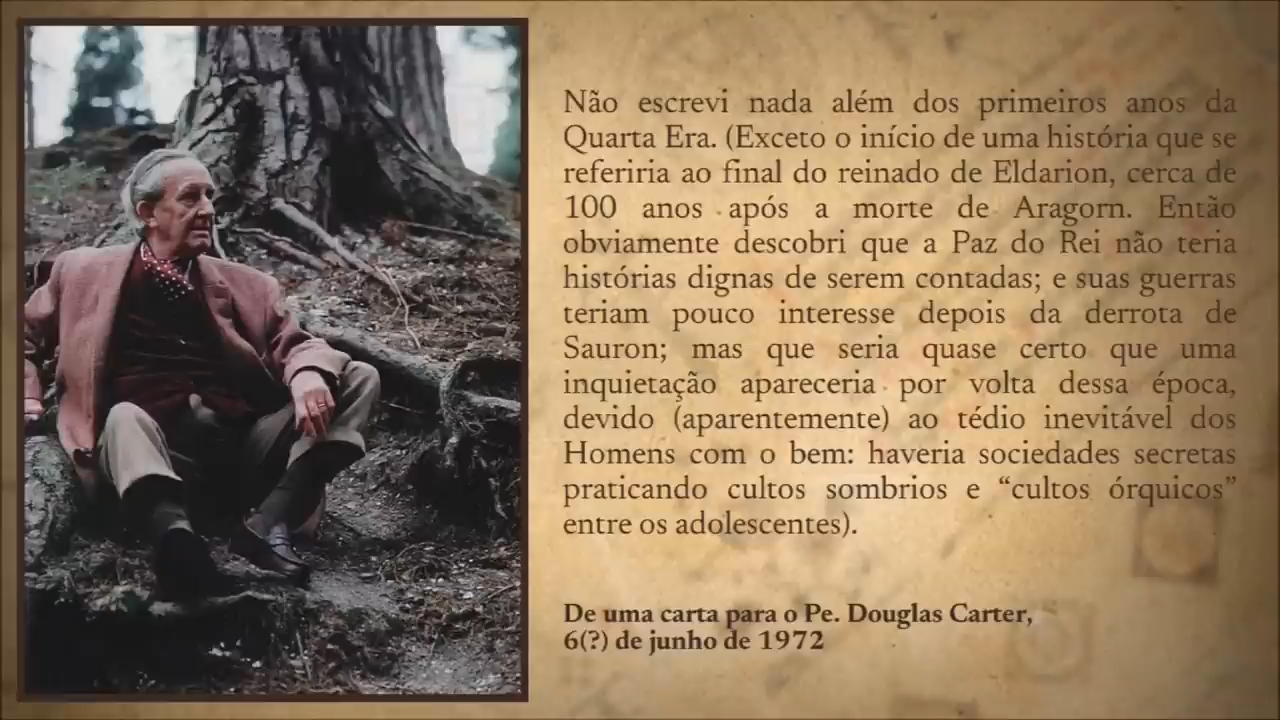 Não escrevi nada além dos primeiros anos da
Quarta Era. (Exceto o início de uma história que se
referiria ao final do reinado de Eldarion, cerca de
100 anos após a morte de Aragorn. Então
obviamente descobri que a Paz do Rei não teria
histórias dignas de serem contadas; e suas guerras
teriam pouco interesse depois da derrota de
Sauron; mas que seria quase certo que uma
inquietação apareceria por volta dessa época,
devido (aparentemente) ao tédio inevitável dos
Homens com o bem: haveria sociedades secretas
praticando cultos sombrios e “cultos órquicos”
entre os adolescentes).
De uma carta para o Pe. Douglas Carter,
6(?) de junho de 1972